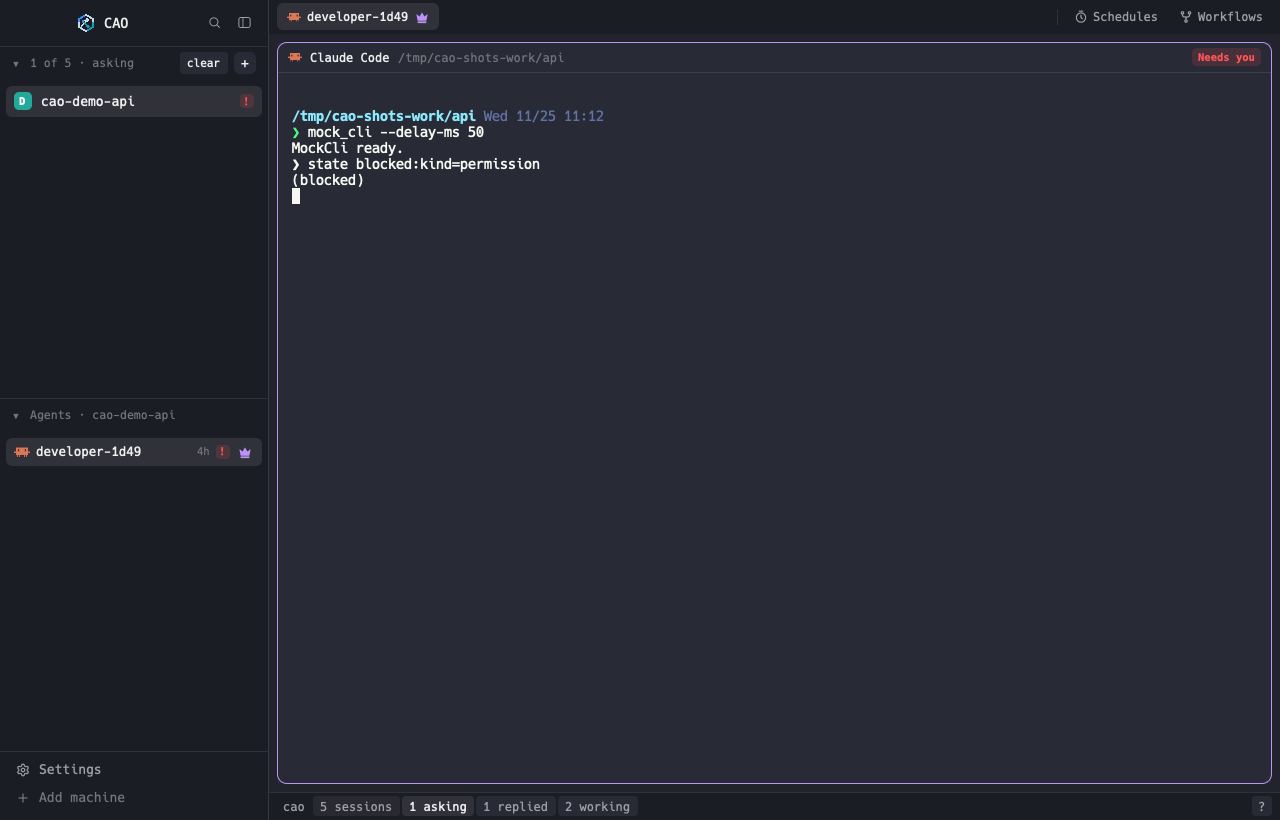 CAO
1 of 5 · asking
clear
+
D cao-demo-api !
Agents · cao-demo-api
developer-1d49 4h !
Settings
+ Add machine
developer-1d49
Schedules
Workflows
Claude Code /tmp/cao-shots-work/api
Needs you
/tmp/cao-shots-work/api Wed 11/25 11:12
❯ mock_cli --delay-ms 50
MockCli ready.
❯ state blocked:kind=permission
(blocked)
cao 5 sessions 1 asking 1 replied 2 working
?